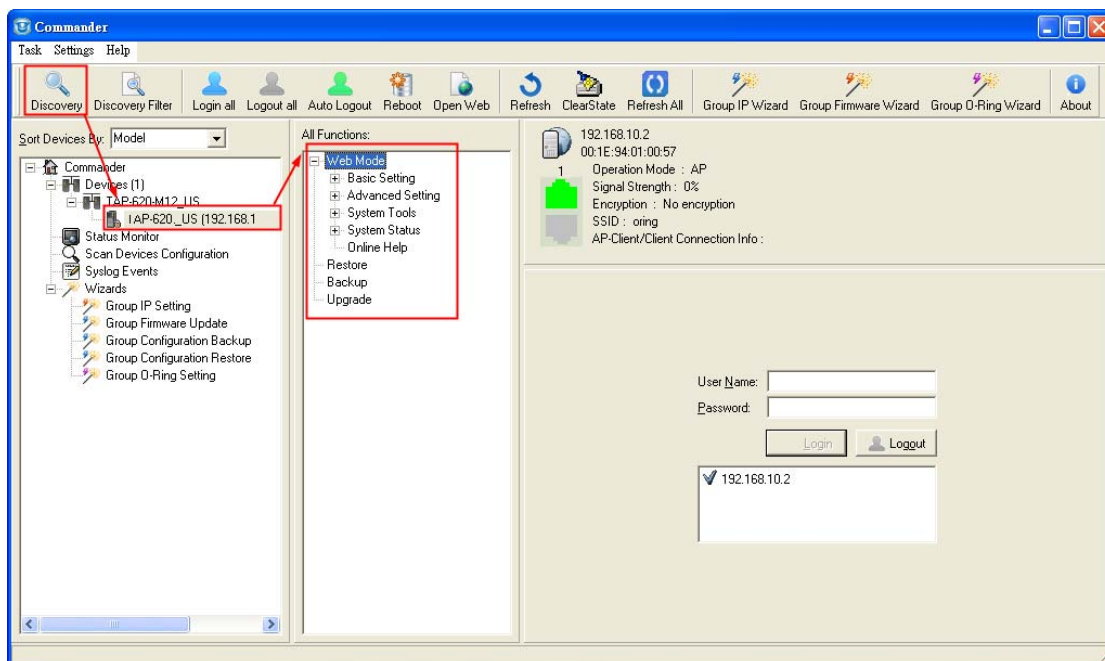 Commander
Task Settings Help
Discovery Discovery Filter Login all Logout all Auto Logout Reboot Open Web Refresh ClearState Refresh All Group IP Wizard Group Firmware Wizard Group O-Ring Wizard About
Sort Devices By: Model
Commander
Devices (1)
TAP-620-M12_US
TAP-620,_US (192.168.1
Status Monitor
Scan Devices Configuration
Syslog Events
Wizards
Group IP Setting
Group Firmware Update
Group Configuration Backup
Group Configuration Restore
Group O-Ring Setting
All Functions:
Web Mode
Basic Setting
Advanced Setting
System Tools
System Status
Online Help
Restore
Backup
Upgrade
192.168.10.2
00:1E:94:01:00:57
1
Operation Mode : AP
Signal Strength : 0%
Encryption : No encryption
SSID : oring
AP-Client/Client Connection Info :
User Name:
Password:
Login Logout
192.168.10.2